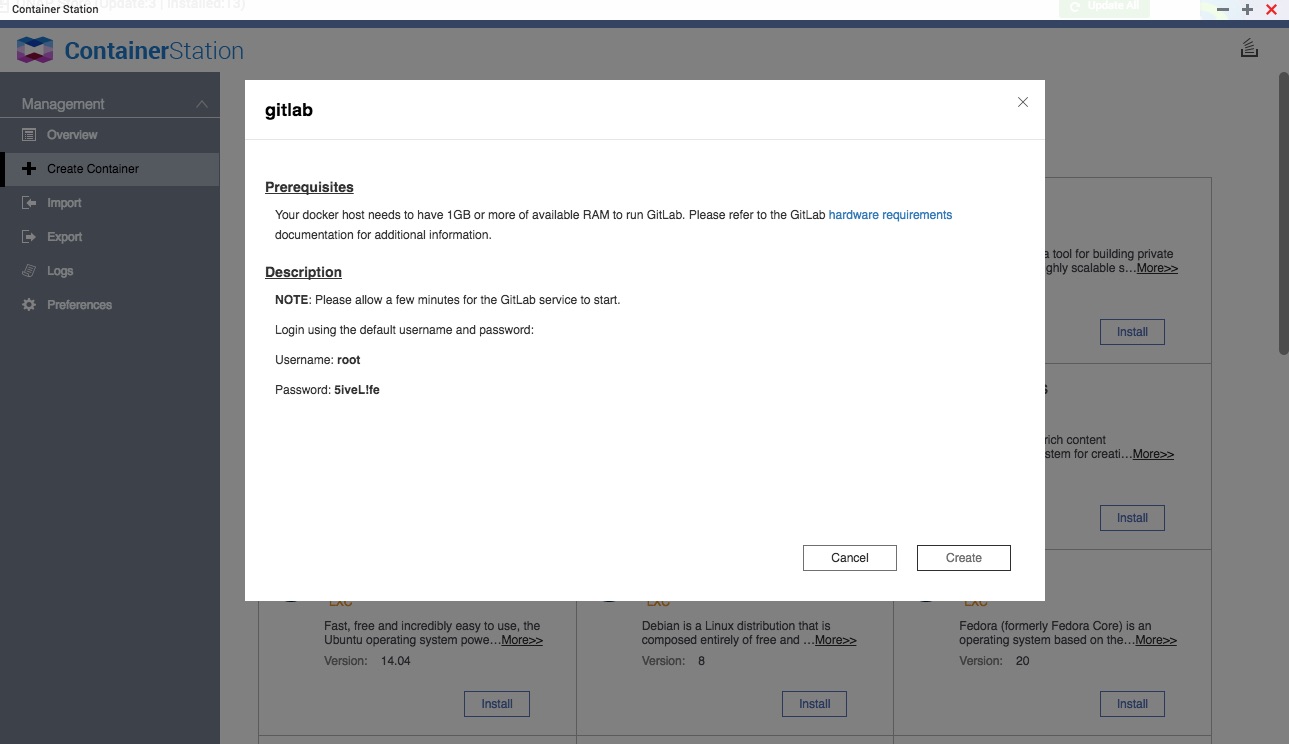 Update:3 | Installed:13)
Update All
Container Station
ContainerStation
Management
Overview
Create Container
Import
Export
Logs
Preferences
gitlab
Prerequisites
Your docker host needs to have 1GB or more of available RAM to run GitLab. Please refer to the GitLab hardware requirements
documentation for additional information.
Description
NOTE: Please allow a few minutes for the GitLab service to start.
Login using the default username and password:
Username: root
Password: 5iveL!fe
Cancel
Create
a tool for building private
ghly scalable s...More>>
Install
rich content
stem for creati...More>>
Install
LXC
Fast, free and incredibly easy to use, the
Ubuntu operating system powe...More>>
Version: 14.04
Install
LXC
Debian is a Linux distribution that is
composed entirely of free and ...More>>
Version: 8
Install
LXC
Fedora (formerly Fedora Core) is an
operating system based on the...More>>
Version: 20
Install